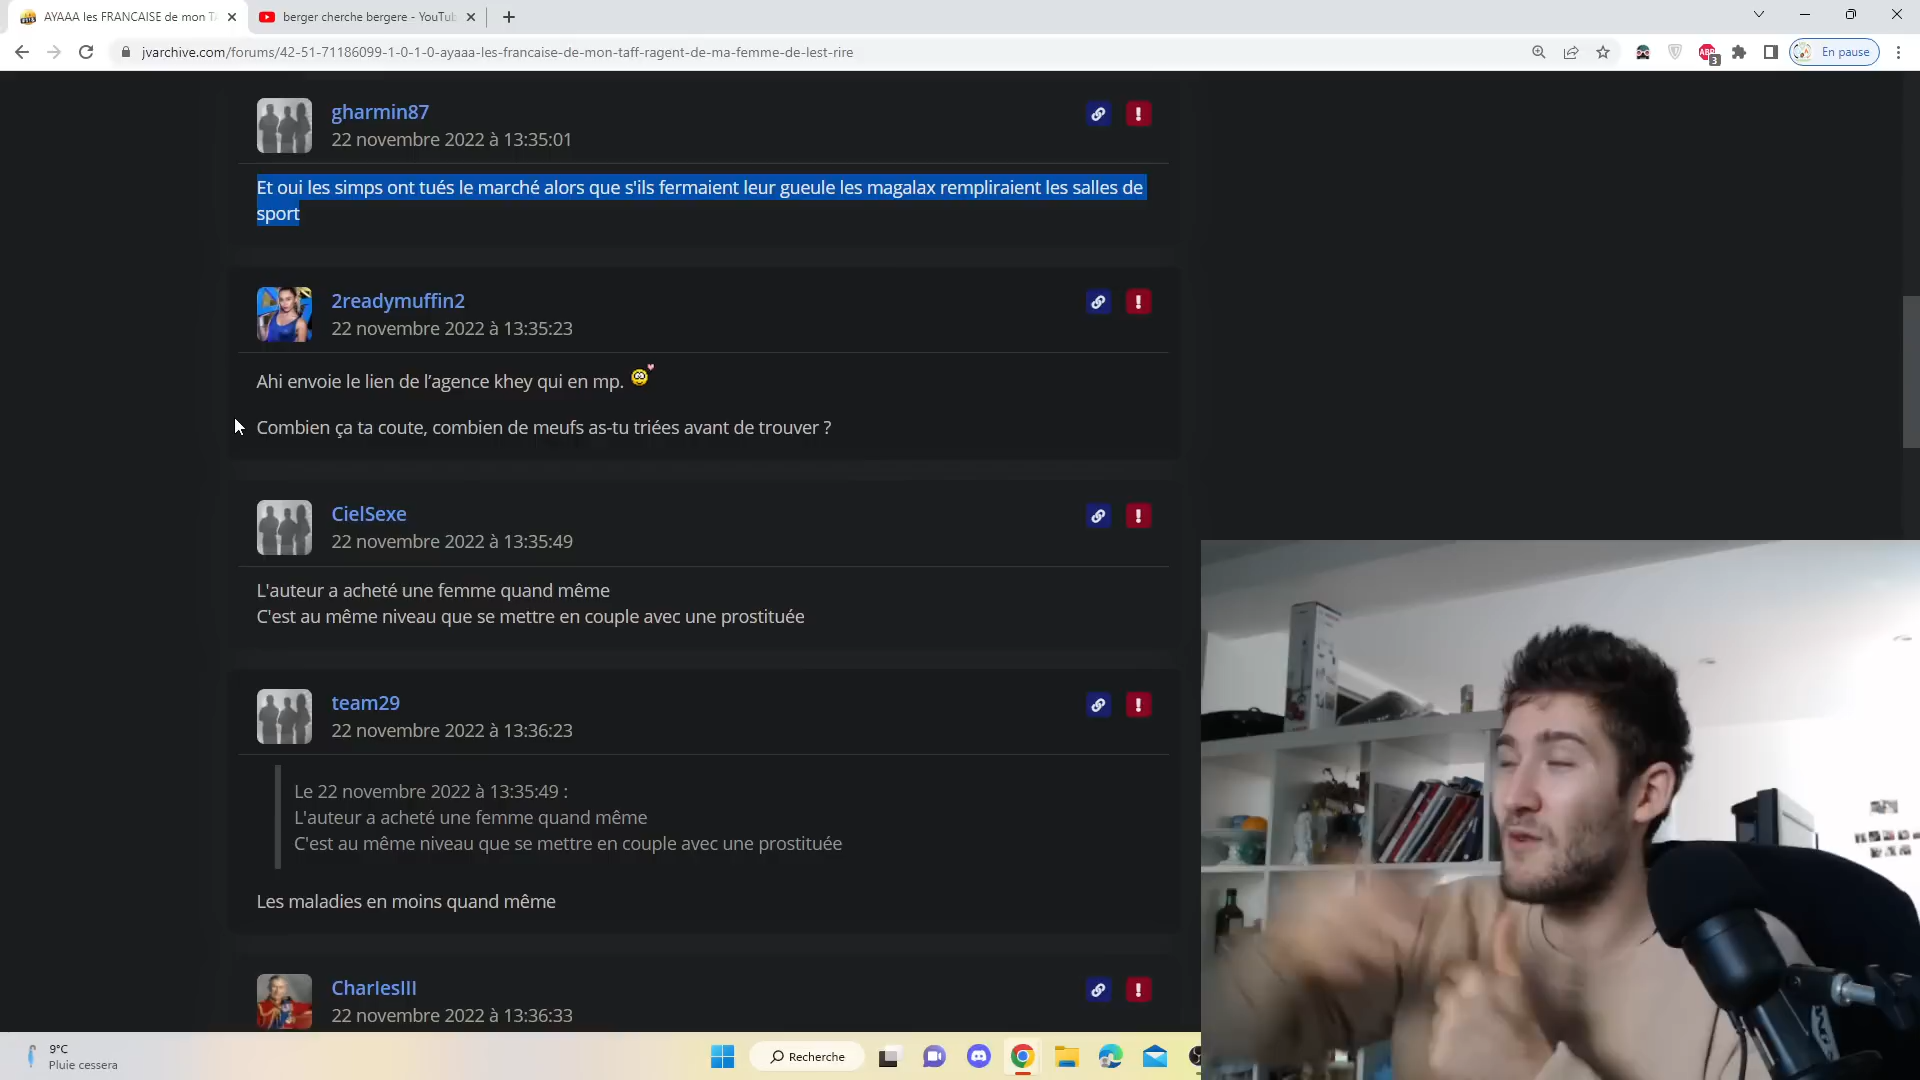 AYAAA les FRANCAISE de mon TA
berger cherche bergere - YouTub
jvarchive.com/forums/42-51-71186099-1-0-1-0-ayaaa-les-francaise-de-mon-taff-ragent-de-ma-femme-de-lest-rire
ABP
3
En pause
gharmin87
22 novembre 2022 à 13:35:01
Et oui les simps ont tués le marché alors que s'ils fermaient leur gueule les magalax rempliraient les salles de
sport
2readymuffin2
22 novembre 2022 à 13:35:23
Ahi envoie le lien de l’agence khey qui en mp.
Combien ça ta coute, combien de meufs as-tu triées avant de trouver ?
CielSexe
22 novembre 2022 à 13:35:49
L'auteur a acheté une femme quand même
C'est au même niveau que se mettre en couple avec une prostituée
team29
22 novembre 2022 à 13:36:23
Le 22 novembre 2022 à 13:35:49 :
L'auteur a acheté une femme quand même
C'est au même niveau que se mettre en couple avec une prostituée
Les maladies en moins quand même
CharlesIII
22 novembre 2022 à 13:36:33
9°C
Pluie cessera
Recherche